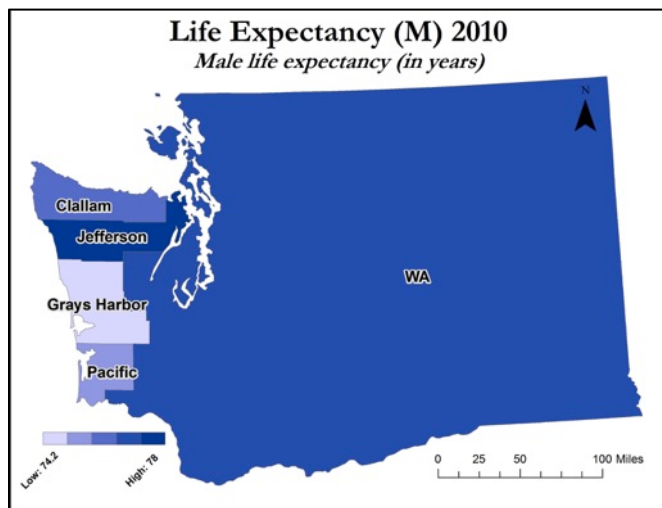 Life Expectancy (M) 2010
Male life expectancy (in years)
N
Clallam
Jefferson
WA
Grays Harbor
Pacific
Low: 74.2
High: 78
0 25 50 100 Miles